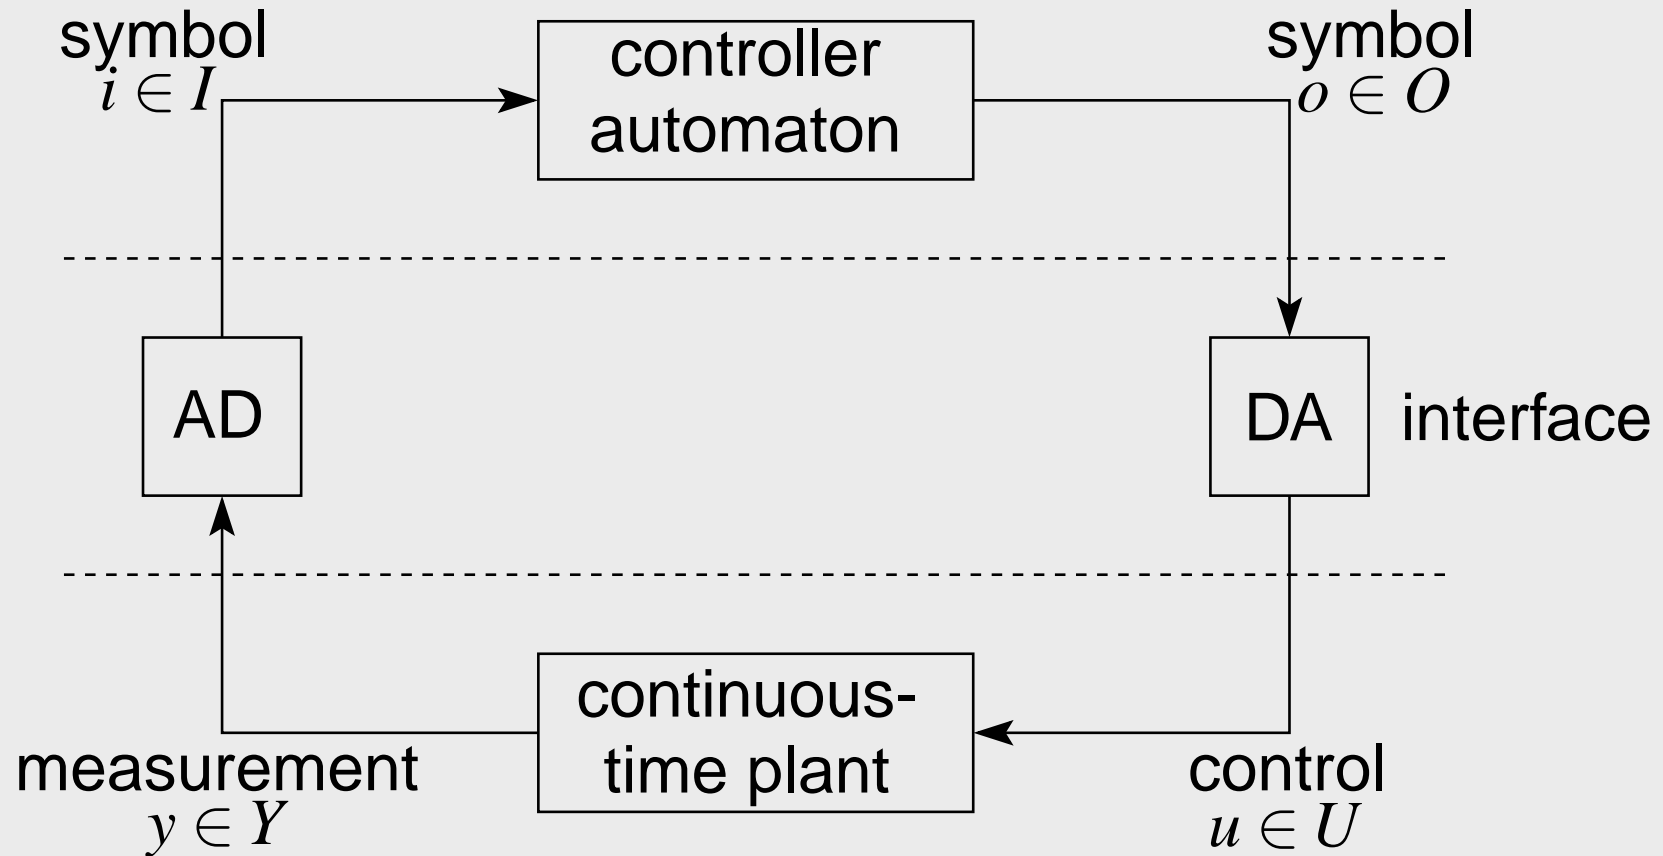 symbol
i ∈ I
controller
automaton
symbol
o ∈ O
AD
DA
interface
measurement
y ∈ Y
continuous-
time plant
control
u ∈ U